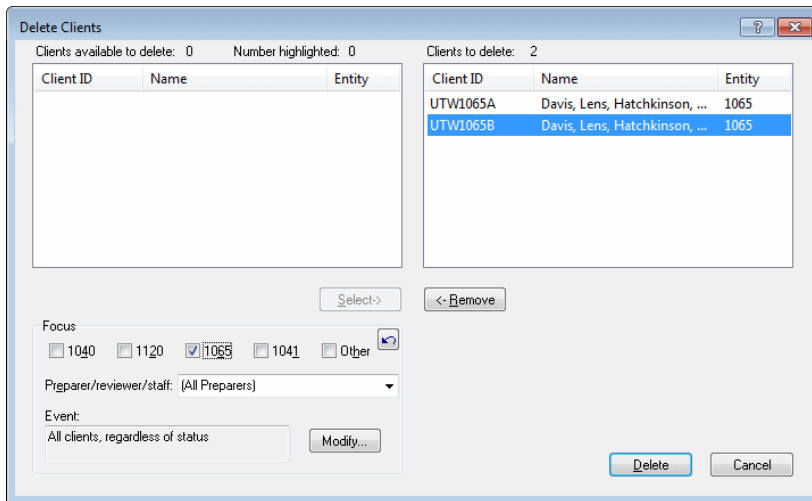 Delete Clients
Clients available to delete: 0 Number highlighted: 0 Clients to delete: 2
Client ID Name Entity Client ID Name Entity
UTW1065A Davis, Lens, Hatchkinson, ... 1065
UTW1065B Davis, Lens, Hatchkinson, ... 1065
Select-> <- Remove
Focus
1040 1120 1065 1041 Other
Preparer/reviewer/staff: (All Preparers)
Event:
All clients, regardless of status
Modify...
Delete Cancel